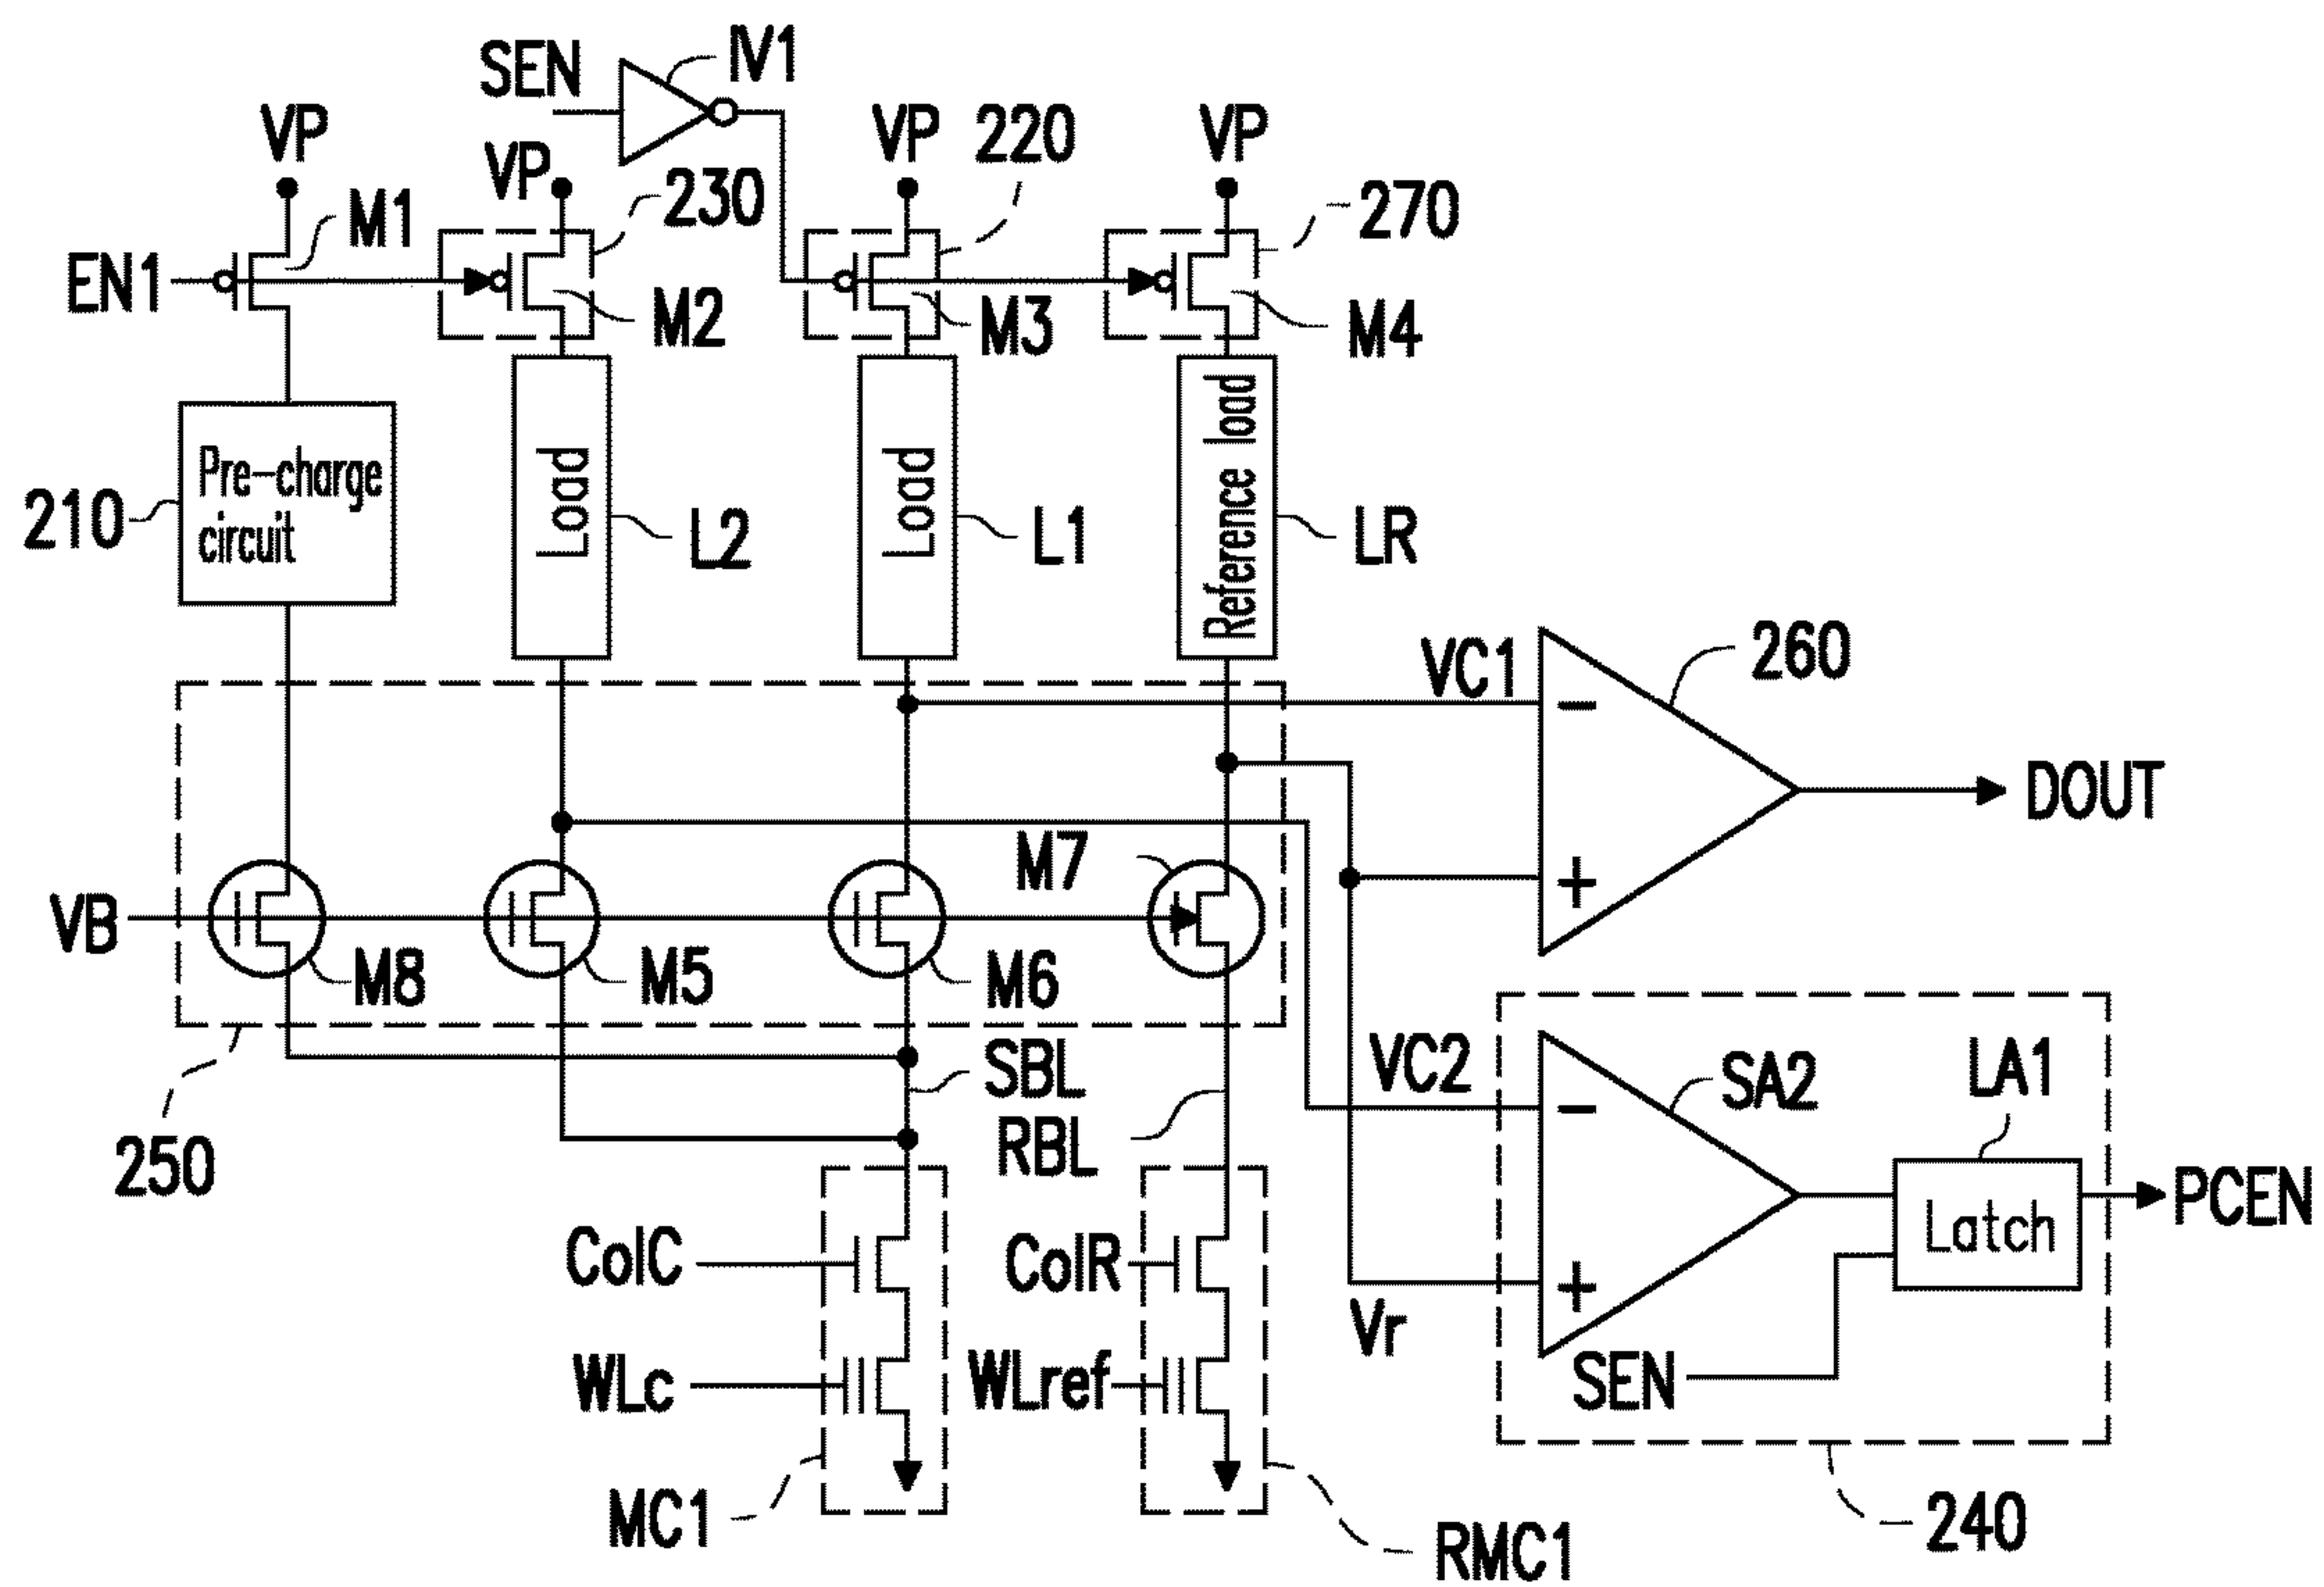 SEN
IV1
VP
VP
VP
220
VP
230
270
M1
EN1
M2
M3
M4
Pre-charge
circuit
210
Load
L2
Load
L1
Reference load
LR
VC1
260
−
+
DOUT
M7
VB
M8
M5
M6
250
SBL
RBL
VC2
SA2
LA1
−
+
Latch
PCEN
ColC
ColR
Vr
WLc
WLref
SEN
MC1
RMC1
240